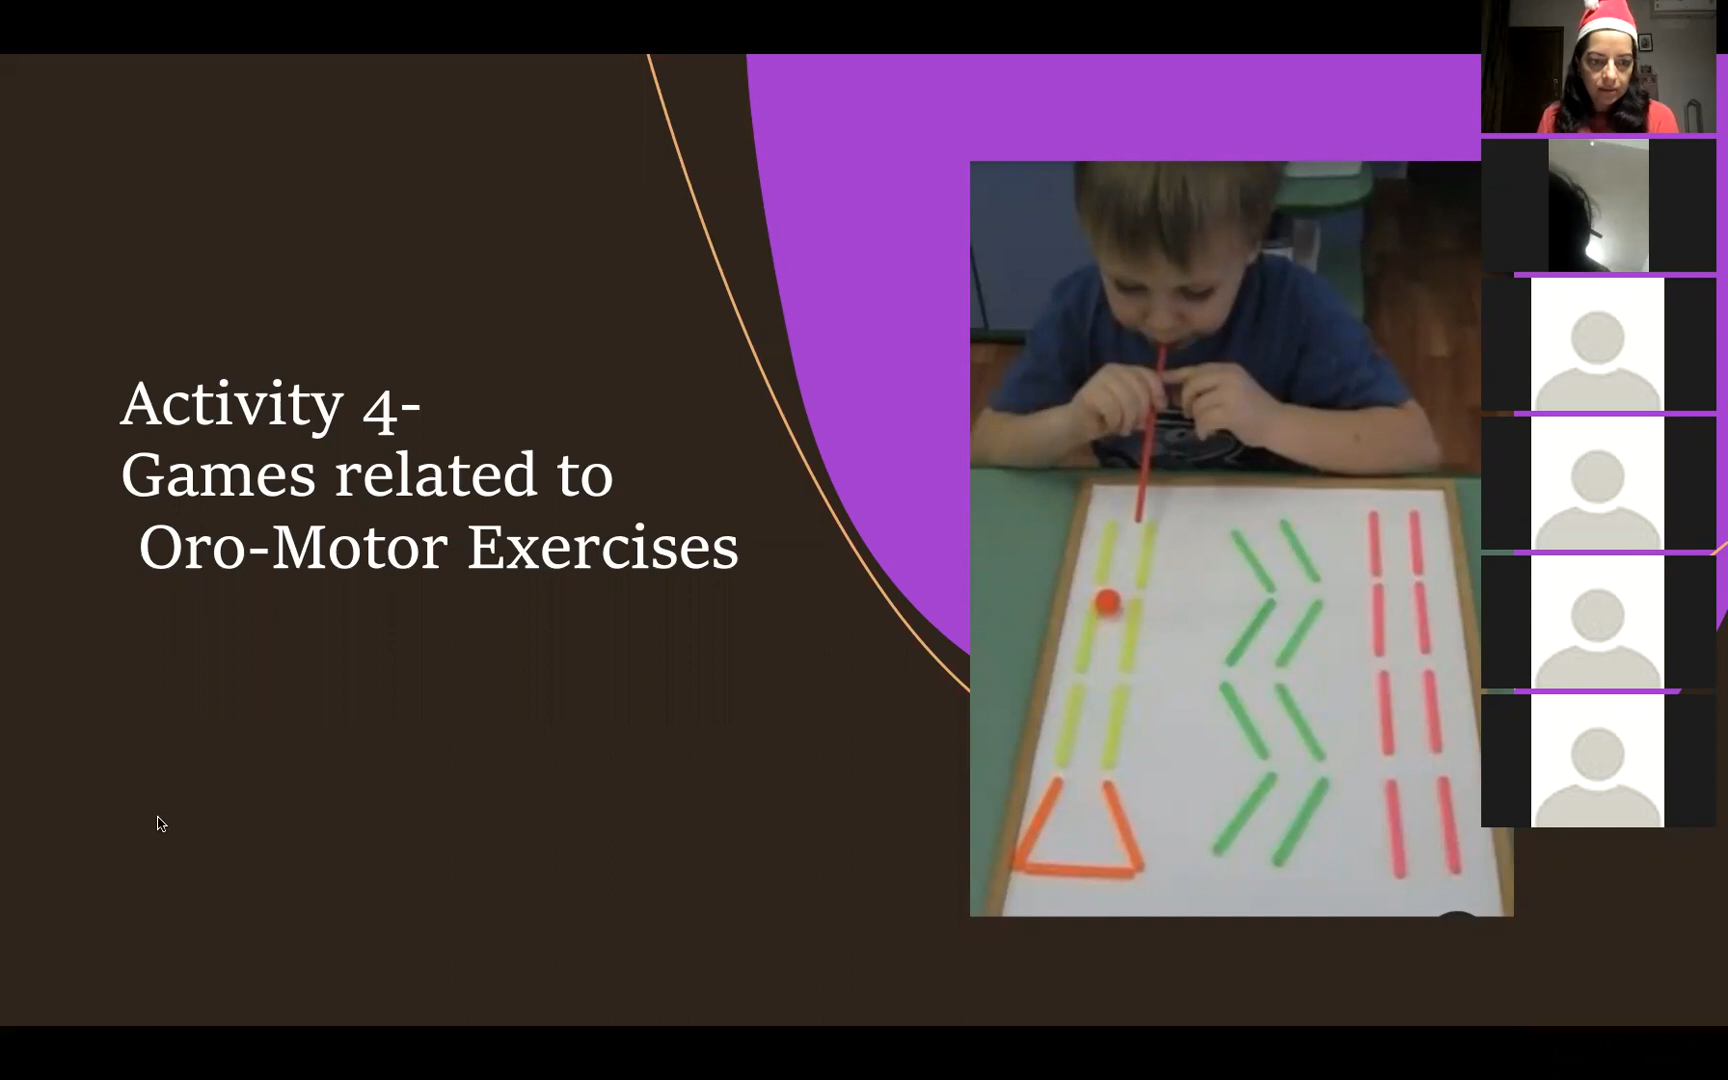 Activity 4-
Games related to
Oro-Motor Exercises